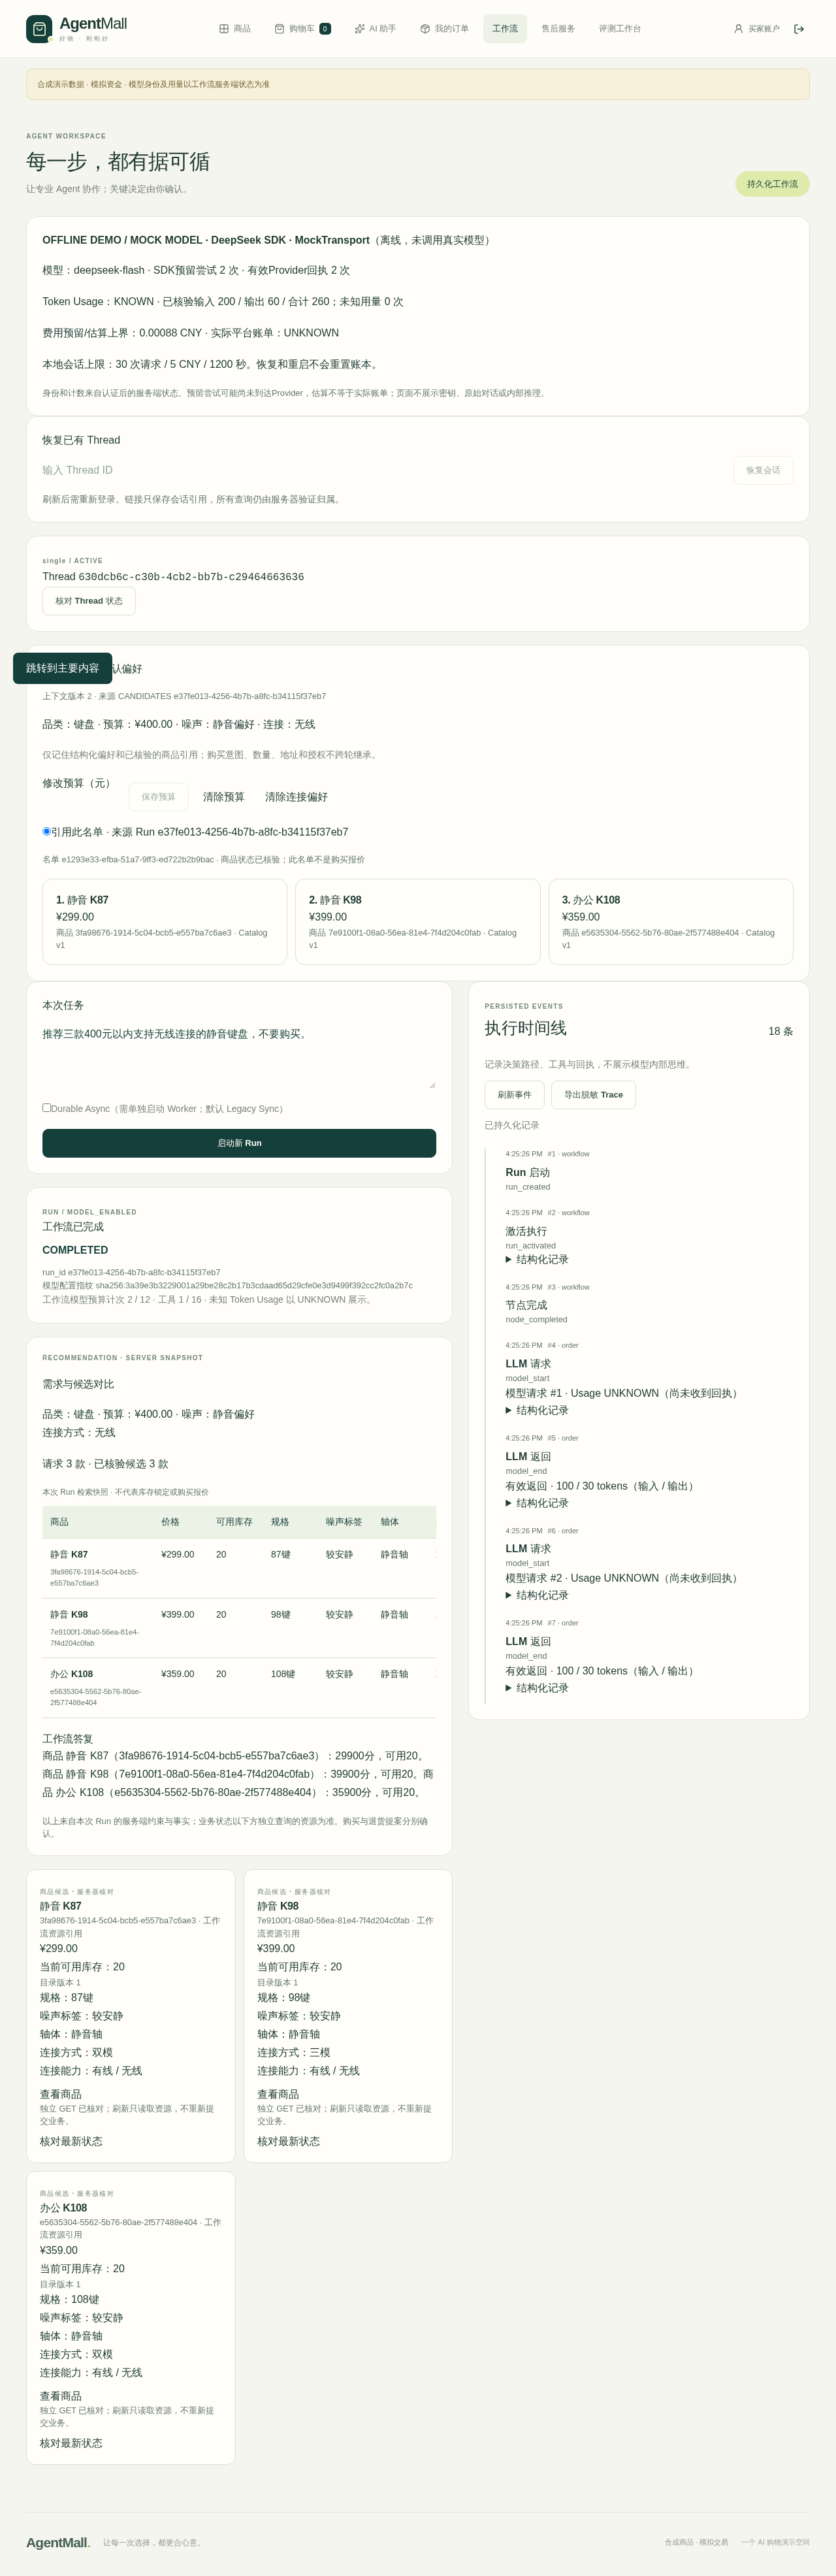 AgentMall
好物 · 刚刚好
商品
购物车 0
AI 助手
我的订单
工作流
售后服务
评测工作台
买家账户
合成演示数据 · 模拟资金 · 模型身份及用量以工作流服务端状态为准
AGENT WORKSPACE
每一步，都有据可循
让专业 Agent 协作；关键决定由你确认。
持久化工作流
OFFLINE DEMO / MOCK MODEL · DeepSeek SDK · MockTransport（离线，未调用真实模型）
模型：deepseek-flash · SDK预留尝试 2 次 · 有效Provider回执 2 次
Token Usage：KNOWN · 已核验输入 200 / 输出 60 / 合计 260；未知用量 0 次
费用预留/估算上界：0.00088 CNY · 实际平台账单：UNKNOWN
本地会话上限：30 次请求 / 5 CNY / 1200 秒。恢复和重启不会重置账本。
身份和计数来自认证后的服务端状态。预留尝试可能尚未到达Provider，估算不等于实际账单；页面不展示密钥、原始对话或内部推理。
恢复已有 Thread
输入 Thread ID
恢复会话
刷新后需重新登录。链接只保存会话引用，所有查询仍由服务器验证归属。
single / ACTIVE
Thread 630dcb6c-c30b-4cb2-bb7b-c29464663636
核对 Thread 状态
跳转到主要内容
认偏好
上下文版本 2 · 来源 CANDIDATES e37fe013-4256-4b7b-a8fc-b34115f37eb7
品类：键盘 · 预算：¥400.00 · 噪声：静音偏好 · 连接：无线
仅记住结构化偏好和已核验的商品引用；购买意图、数量、地址和授权不跨轮继承。
修改预算（元）
保存预算
清除预算
清除连接偏好
引用此名单 · 来源 Run e37fe013-4256-4b7b-a8fc-b34115f37eb7
名单 e1293e33-efba-51a7-9ff3-ed722b2b9bac · 商品状态已核验；此名单不是购买报价
1. 静音 K87
¥299.00
商品 3fa98676-1914-5c04-bcb5-e557ba7c6ae3 · Catalog
v1
2. 静音 K98
¥399.00
商品 7e9100f1-08a0-56ea-81e4-7f4d204c0fab · Catalog
v1
3. 办公 K108
¥359.00
商品 e5635304-5562-5b76-80ae-2f577488e404 · Catalog
v1
本次任务
推荐三款400元以内支持无线连接的静音键盘，不要购买。
Durable Async（需单独启动 Worker；默认 Legacy Sync）
启动新 Run
RUN / MODEL_ENABLED
工作流已完成
COMPLETED
run_id e37fe013-4256-4b7b-a8fc-b34115f37eb7
模型配置指纹 sha256:3a39e3b3229001a29be28c2b17b3cdaad65d29cfe0e3d9499f392cc2fc0a2b7c
工作流模型预算计次 2 / 12 · 工具 1 / 16 · 未知 Token Usage 以 UNKNOWN 展示。
RECOMMENDATION · SERVER SNAPSHOT
需求与候选对比
品类：键盘 · 预算：¥400.00 · 噪声：静音偏好
连接方式：无线
请求 3 款 · 已核验候选 3 款
本次 Run 检索快照 · 不代表库存锁定或购买报价
商品 价格 可用库存 规格 噪声标签 轴体
静音 K87 ¥299.00 20 87键 较安静 静音轴
3fa98676-1914-5c04-bcb5-
e557ba7c6ae3
静音 K98 ¥399.00 20 98键 较安静 静音轴
7e9100f1-08a0-56ea-81e4-
7f4d204c0fab
办公 K108 ¥359.00 20 108键 较安静 静音轴
e5635304-5562-5b76-80ae-
2f577488e404
工作流答复
商品 静音 K87（3fa98676-1914-5c04-bcb5-e557ba7c6ae3）：29900分，可用20。
商品 静音 K98（7e9100f1-08a0-56ea-81e4-7f4d204c0fab）：39900分，可用20。商
品 办公 K108（e5635304-5562-5b76-80ae-2f577488e404）：35900分，可用20。
以上来自本次 Run 的服务端约束与事实；业务状态以下方独立查询的资源为准。购买与退货提案分别确
认。
商品候选 · 服务器核对
静音 K87
3fa98676-1914-5c04-bcb5-e557ba7c6ae3 · 工作
流资源引用
¥299.00
当前可用库存：20
目录版本 1
规格：87键
噪声标签：较安静
轴体：静音轴
连接方式：双模
连接能力：有线 / 无线
查看商品
独立 GET 已核对；刷新只读取资源，不重新提
交业务。
核对最新状态
商品候选 · 服务器核对
静音 K98
7e9100f1-08a0-56ea-81e4-7f4d204c0fab · 工作
流资源引用
¥399.00
当前可用库存：20
目录版本 1
规格：98键
噪声标签：较安静
轴体：静音轴
连接方式：三模
连接能力：有线 / 无线
查看商品
独立 GET 已核对；刷新只读取资源，不重新提
交业务。
核对最新状态
商品候选 · 服务器核对
办公 K108
e5635304-5562-5b76-80ae-2f577488e404 · 工作
流资源引用
¥359.00
当前可用库存：20
目录版本 1
规格：108键
噪声标签：较安静
轴体：静音轴
连接方式：双模
连接能力：有线 / 无线
查看商品
独立 GET 已核对；刷新只读取资源，不重新提
交业务。
核对最新状态
PERSISTED EVENTS
执行时间线
18 条
记录决策路径、工具与回执，不展示模型内部思维。
刷新事件
导出脱敏 Trace
已持久化记录
4:25:26 PM #1 · workflow
Run 启动
run_created
4:25:26 PM #2 · workflow
激活执行
run_activated
结构化记录
4:25:26 PM #3 · workflow
节点完成
node_completed
4:25:26 PM #4 · order
LLM 请求
model_start
模型请求 #1 · Usage UNKNOWN（尚未收到回执）
结构化记录
4:25:26 PM #5 · order
LLM 返回
model_end
有效返回 · 100 / 30 tokens（输入 / 输出）
结构化记录
4:25:26 PM #6 · order
LLM 请求
model_start
模型请求 #2 · Usage UNKNOWN（尚未收到回执）
结构化记录
4:25:26 PM #7 · order
LLM 返回
model_end
有效返回 · 100 / 30 tokens（输入 / 输出）
结构化记录
AgentMall.
让每一次选择，都更合心意。
合成商品 · 模拟交易
一个 AI 购物演示空间